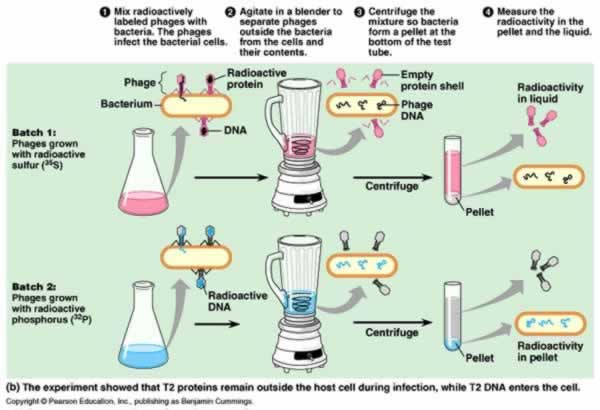 1 Mix radioactively
labeled phages with
bacteria. The phages
infect the bacterial cells.
2 Agitate in a blender to
separate phages
outside the bacteria
from the cells and
their contents.
3 Centrifuge the
mixture so bacteria
form a pellet at the
bottom of the test
tube.
4 Measure the
radioactivity in the
pellet and the liquid.
Phage
Radioactive
protein
Bacterium
DNA
Empty
protein shell
Phage
DNA
Radioactivity
in liquid
Batch 1:
Phages grown
with radioactive
sulfur (³⁵S)
Centrifuge
Pellet
Batch 2:
Phages grown
with radioactive
phosphorus (³²P)
Radioactive
DNA
Centrifuge
Pellet
Radioactivity
in pellet
(b) The experiment showed that T2 proteins remain outside the host cell during infection, while T2 DNA enters the cell.
Copyright © Pearson Education, Inc., publishing as Benjamin Cummings.